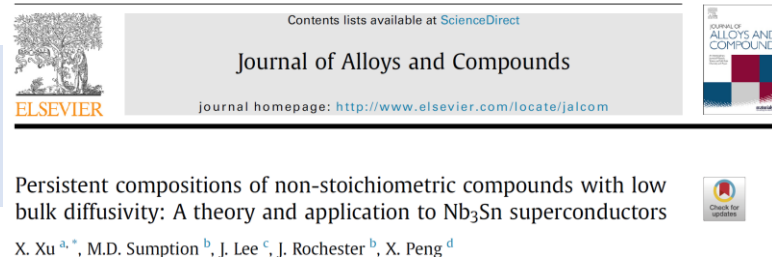 Contents lists available at ScienceDirect
Journal of Alloys and Compounds
journal homepage: http://www.elsevier.com/locate/jalcom
ELSEVIER
JOURNAL OF
ALLOYS AND
COMPOUND
Persistent compositions of non-stoichiometric compounds with low
bulk diffusivity: A theory and application to Nb₃Sn superconductors
Check for
updates
X. Xu a, *, M.D. Sumption b, J. Lee c, J. Rochester b, X. Peng d